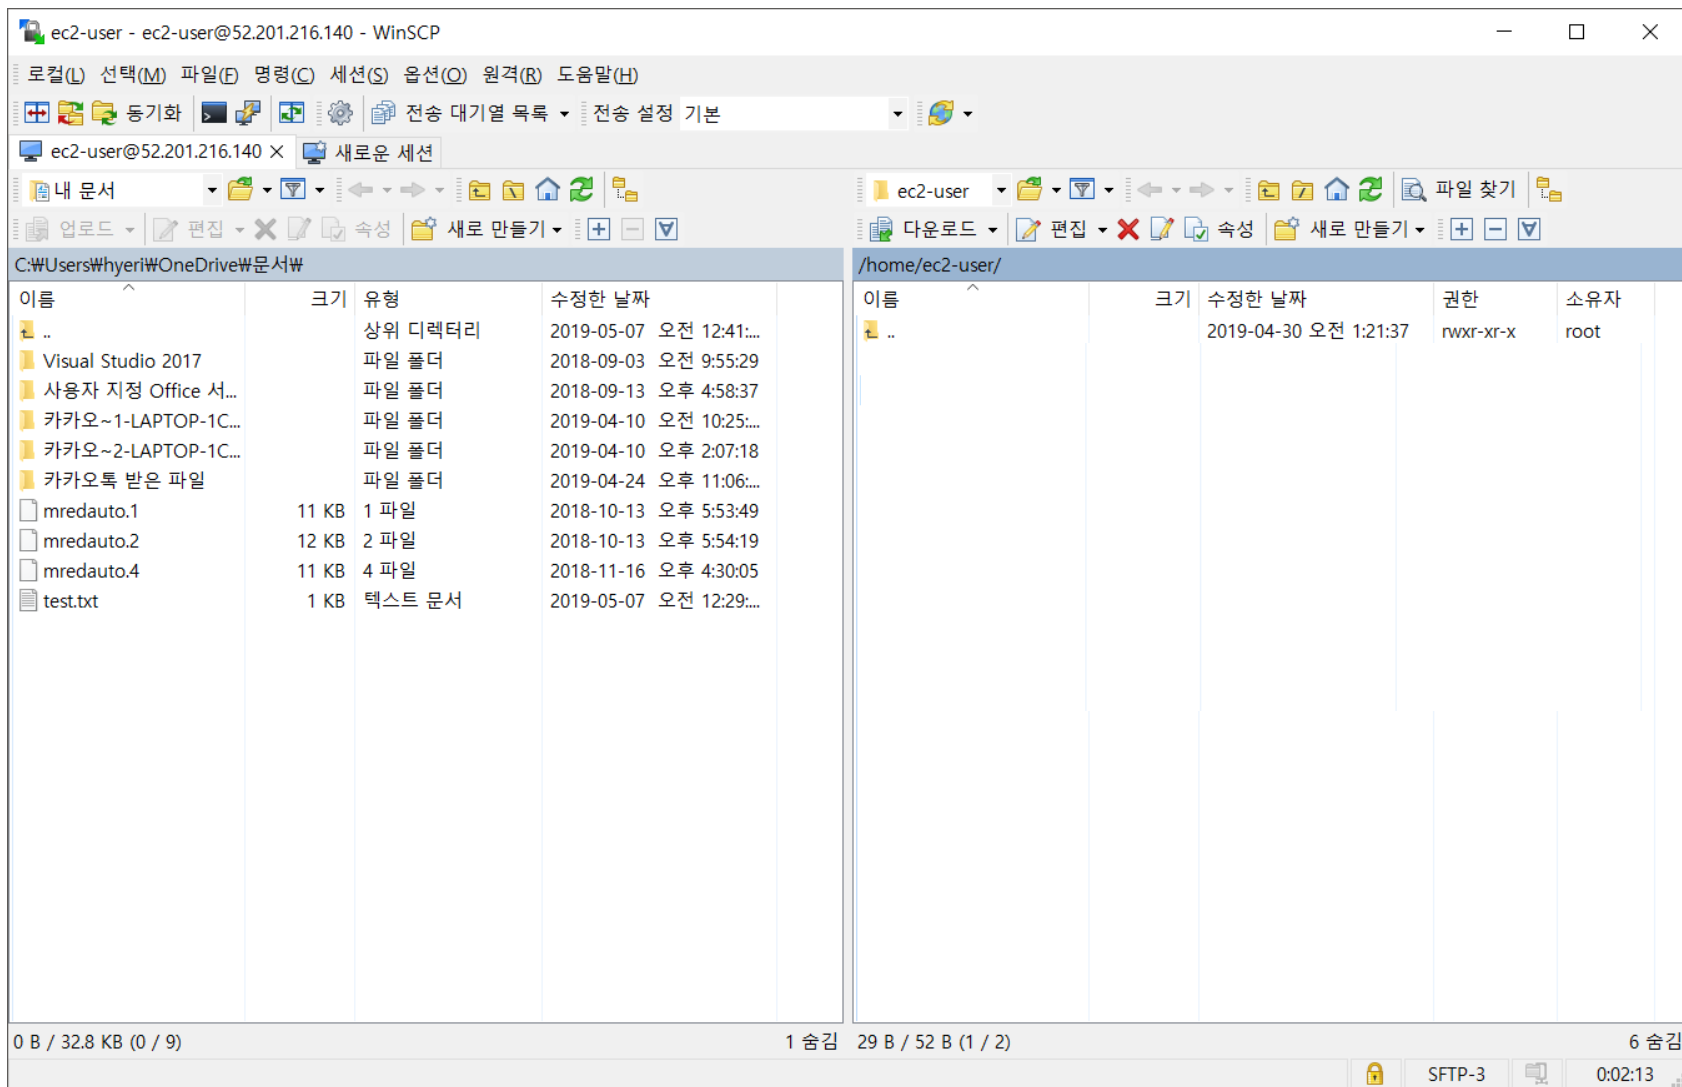 ec2-user - ec2-user@52.201.216.140 - WinSCP
로컬(L) 선택(M) 파일(F) 명령(C) 세션(S) 옵션(O) 원격(R) 도움말(H)
동기화 전송 대기열 목록 전송 설정 기본
ec2-user@52.201.216.140 새로운 세션
내 문서
업로드 편집 속성 새로 만들기
C:₩Users₩hyeri₩OneDrive₩문서₩
이름 크기 유형 수정한 날짜
.. 상위 디렉터리 2019-05-07 오전 12:41:...
Visual Studio 2017 파일 폴더 2018-09-03 오전 9:55:29
사용자 지정 Office 서... 파일 폴더 2018-09-13 오후 4:58:37
카카오~1-LAPTOP-1C... 파일 폴더 2019-04-10 오전 10:25:...
카카오~2-LAPTOP-1C... 파일 폴더 2019-04-10 오후 2:07:18
카카오톡 받은 파일 파일 폴더 2019-04-24 오후 11:06:...
mredauto.1 11 KB 1 파일 2018-10-13 오후 5:53:49
mredauto.2 12 KB 2 파일 2018-10-13 오후 5:54:19
mredauto.4 11 KB 4 파일 2018-11-16 오후 4:30:05
test.txt 1 KB 텍스트 문서 2019-05-07 오전 12:29:...
0 B / 32.8 KB (0 / 9) 1 숨김
ec2-user 파일 찾기
다운로드 편집 속성 새로 만들기
/home/ec2-user/
이름 크기 수정한 날짜 권한 소유자
.. 2019-04-30 오전 1:21:37 rwxr-xr-x root
29 B / 52 B (1 / 2) 6 숨김
SFTP-3 0:02:13